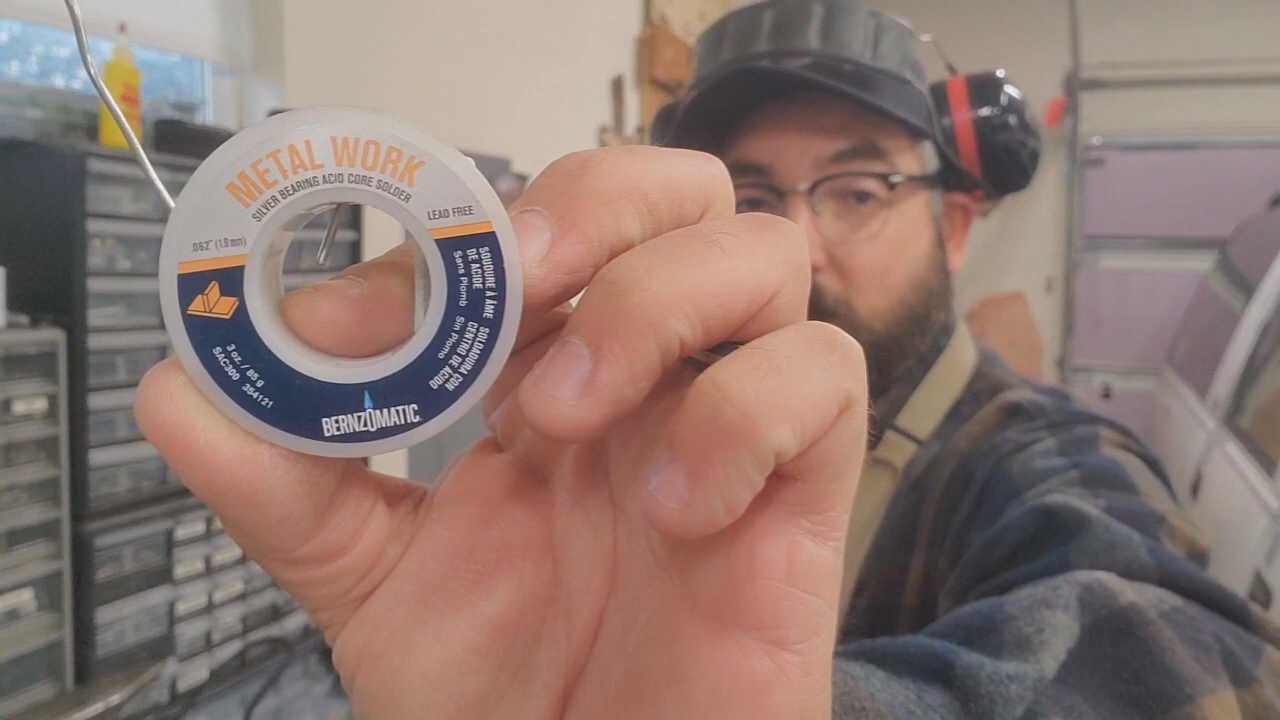 METAL WORK
SILVER BEARING ACID CORE SOLDER
LEAD FREE
.062" (1.8 mm)
SOUDURE À ÂME
DE ACIDE
Sans Plomb
SOLDADURA CON
CENTRO DE ACIDO
Sin Plomo
3 oz. / 85 g
SAC300 354121
BERNZOMATIC